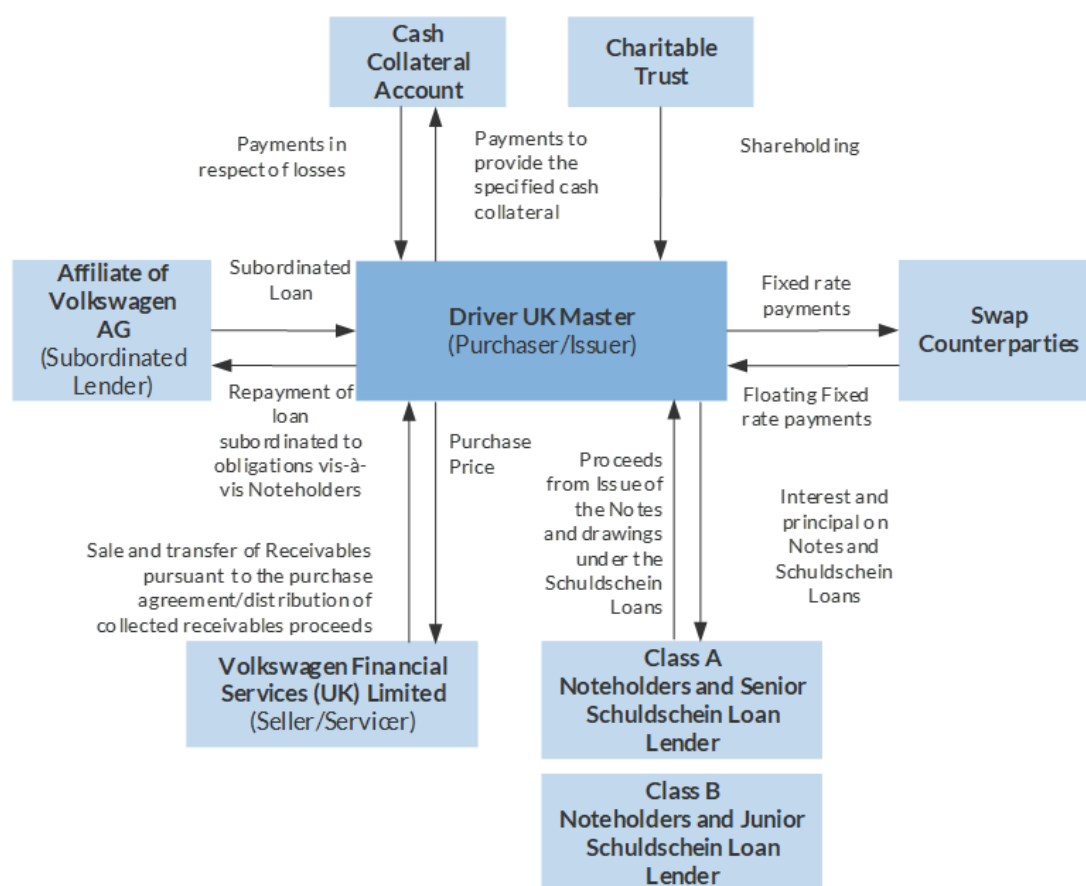 Cash
Collateral
Account
Charitable
Trust
Payments in
respect of losses
Payments to
provide the
specified cash
collateral
Shareholding
Affiliate of
Volkswagen
AG
(Subordinated
Lender)
Subordinated
Loan
Driver UK Master
(Purchaser/Issuer)
Fixed rate
payments
Swap
Counterparties
Repayment of
loan
subordinated to
obligations vis-à-
vis Noteholders
Purchase
Price
Floating Fixed
rate payments
Proceeds
from Issue of
the Notes
and drawings
under the
Schuldschein
Loans
Interest and
principal on
Notes and
Schuldschein
Loans
Sale and transfer of Receivables
pursuant to the purchase
agreement/distribution of
collected receivables proceeds
Volkswagen Financial
Services (UK) Limited
(Seller/Servicer)
Class A
Noteholders and Senior
Schuldschein Loan
Lender
Class B
Noteholders and Junior
Schuldschein Loan
Lender